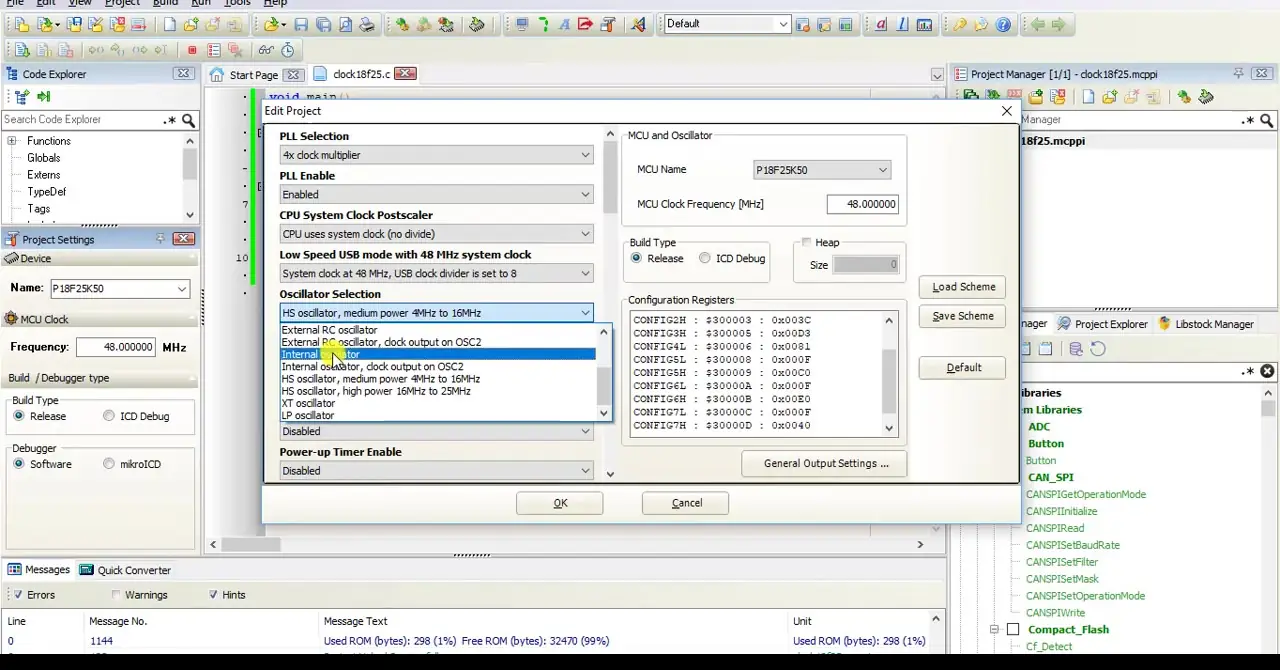 File Edit View Project Build Run Tools Help
Default
Code Explorer
Start Page
clock18f25.c
Project Manager [1/1] - clock18f25.mcppi
void main()
Search Code Explorer
Manager
Functions
Globals
Externs
TypeDef
Tags
7
10
18f25.mcppi
Edit Project
PLL Selection
4x clock multiplier
PLL Enable
Enabled
CPU System Clock Postscaler
CPU uses system clock (no divide)
Low Speed USB mode with 48 MHz system clock
System clock at 48 MHz, USB clock divider is set to 8
Oscillator Selection
HS oscillator, medium power 4MHz to 16MHz
External RC oscillator
External RC oscillator, clock output on OSC2
Internal oscillator
Internal oscillator, clock output on OSC2
HS oscillator, medium power 4MHz to 16MHz
HS oscillator, high power 16MHz to 25MHz
XT oscillator
LP oscillator
Disabled
Power-up Timer Enable
Disabled
MCU and Oscillator
MCU Name
P18F25K50
MCU Clock Frequency [MHz]
48.000000
Build Type
Release
ICD Debug
Heap
Size
0
Configuration Registers
CONFIG2H : $300003 : 0x003C
CONFIG3H : $300005 : 0x00D3
CONFIG4L : $300006 : 0x0081
CONFIG5L : $300008 : 0x000F
CONFIG5H : $300009 : 0x00C0
CONFIG6L : $30000A : 0x000F
CONFIG6H : $30000B : 0x00E0
CONFIG7L : $30000C : 0x000F
CONFIG7H : $30000D : 0x0040
General Output Settings ...
Load Scheme
Save Scheme
Default
OK
Cancel
Project Settings
Device
Name:
P18F25K50
MCU Clock
Frequency:
48.000000
MHz
Build / Debugger type
Build Type
Release
ICD Debug
Debugger
Software
mikroICD
nager
Project Explorer
Libstock Manager
ibraries
m Libraries
ADC
Button
Button
CAN_SPI
CANSPIGetOperationMode
CANSPIInitialize
CANSPIRead
CANSPISetBaudRate
CANSPISetFilter
CANSPISetMask
CANSPISetOperationMode
CANSPIWrite
Compact_Flash
Cf_Detect
Messages
Quick Converter
Errors
Warnings
Hints
Line
Message No.
Message Text
Unit
0
1144
Used ROM (bytes): 298 (1%) Free ROM (bytes): 32470 (99%)
Used ROM (bytes): 298 (1%)